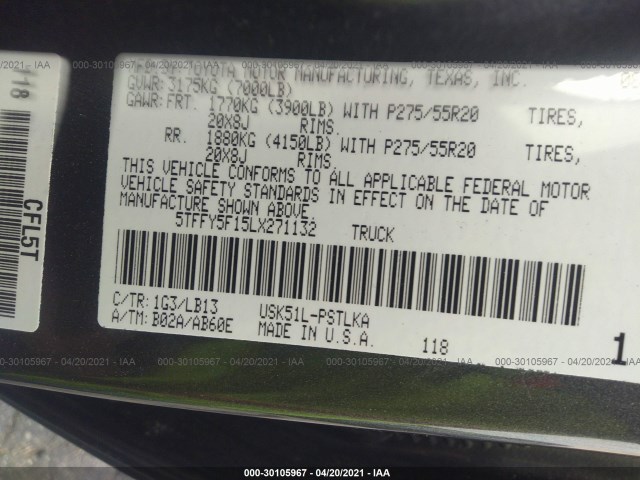 000-30105967 - 04/20/2021 - IAA
MFD. BY: TOYOTA MOTOR MANUFACTURING, TEXAS, INC.
GVWR: 3175KG (7000LB)
GAWR: FRT. 1770KG (3900LB) WITH P275/55R20 TIRES,
20X8J RIMS.
RR. 1880KG (4150LB) WITH P275/55R20 TIRES,
20X8J RIMS.
THIS VEHICLE CONFORMS TO ALL APPLICABLE FEDERAL MOTOR
VEHICLE SAFETY STANDARDS IN EFFECT ON THE DATE OF
MANUFACTURE SHOWN ABOVE.
5TFFY5F15LX271132 TRUCK
C/TR: 1G3/LB13 USK51L-PSTLKA
A/TM: B02A/AB60E MADE IN U.S.A. 118
1
118
CFL5T
000-30105967 - 04/20/2021 - IAA
000-30105967 - 04/20/2021 - IAA